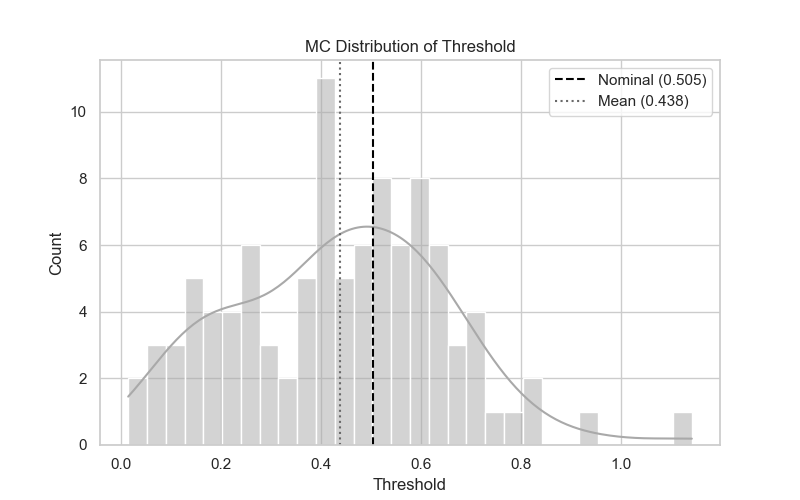 MC Distribution of Threshold
Nominal (0.505)
Mean (0.438)
Count
10
8
6
4
2
0
0.0 0.2 0.4 0.6 0.8 1.0
Threshold